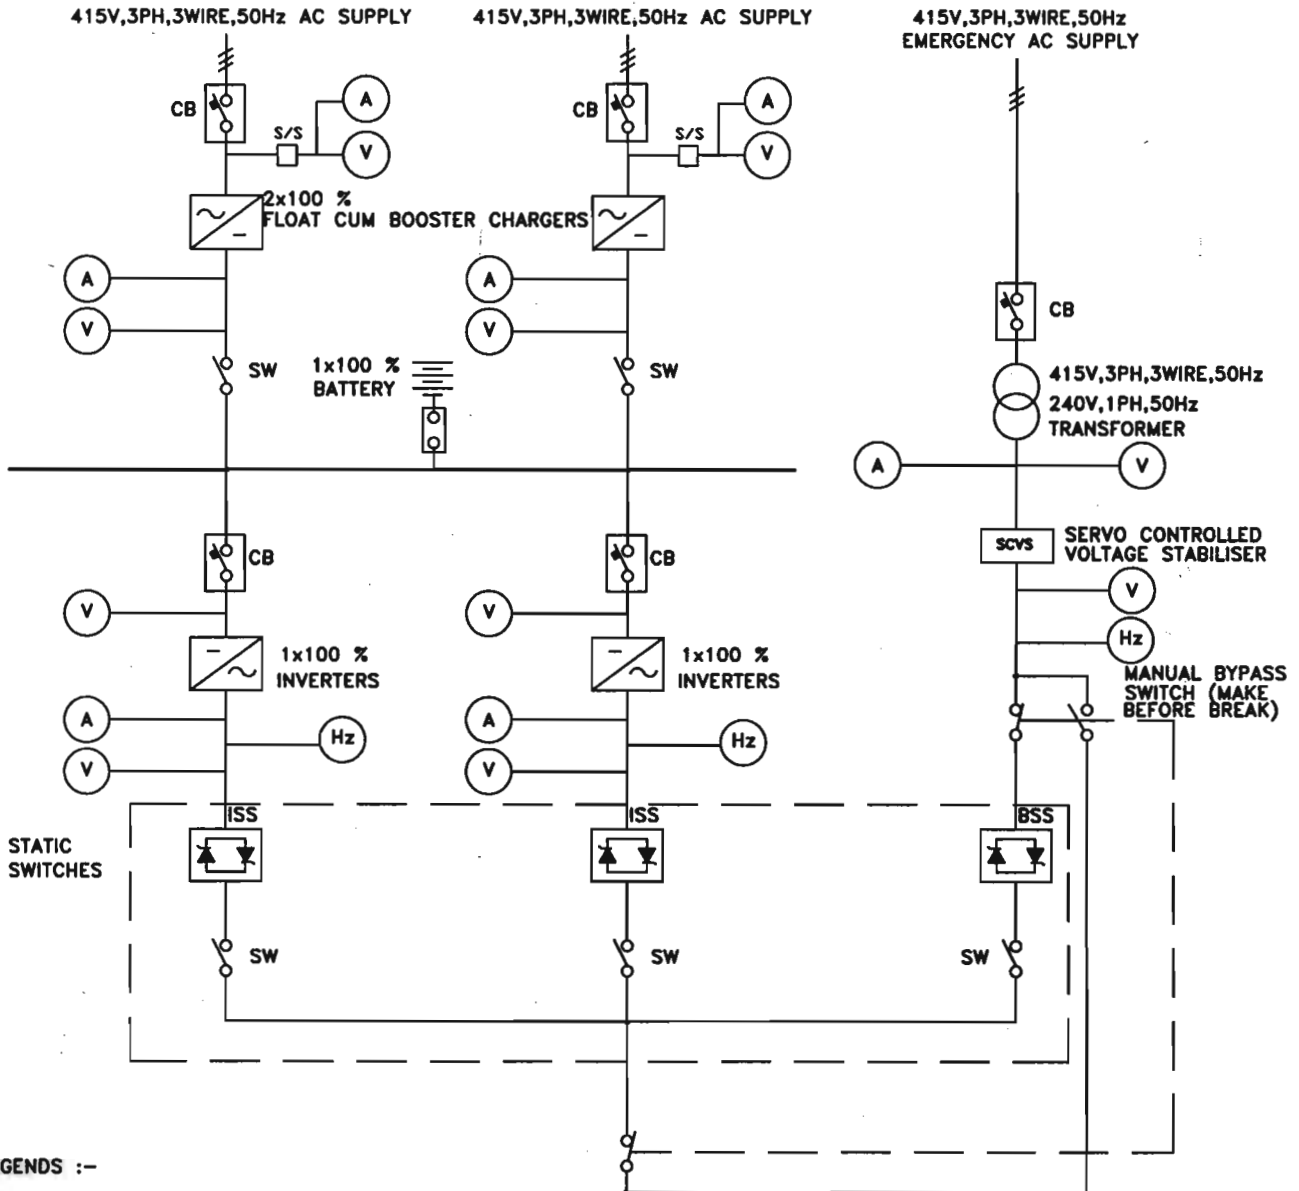 415V,3PH,3WIRE,50Hz AC SUPPLY
415V,3PH,3WIRE,50Hz AC SUPPLY
415V,3PH,3WIRE,50Hz
EMERGENCY AC SUPPLY
CB
A
S/S
V
CB
A
S/S
V
2x100 %
FLOAT CUM BOOSTER CHARGERS
A
V
SW
1x100 %
BATTERY
A
V
SW
CB
415V,3PH,3WIRE,50Hz
240V,1PH,50Hz
TRANSFORMER
A
V
CB
V
CB
V
SCVS
SERVO CONTROLLED
VOLTAGE STABILISER
V
Hz
1x100 %
INVERTERS
1x100 %
INVERTERS
MANUAL BYPASS
SWITCH (MAKE
BEFORE BREAK)
A
Hz
V
A
Hz
V
ISS
ISS
BSS
STATIC
SWITCHES
SW
SW
SW
GENDS :-